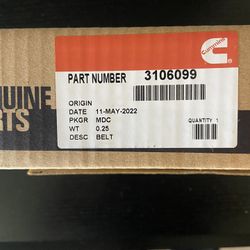 Cummins
PART NUMBER 3106099
ORIGIN
DATE 11-MAY-2022
PKGR MDC
WT 0.25
DESC BELT
QUANTITY 1
UINE
RTS